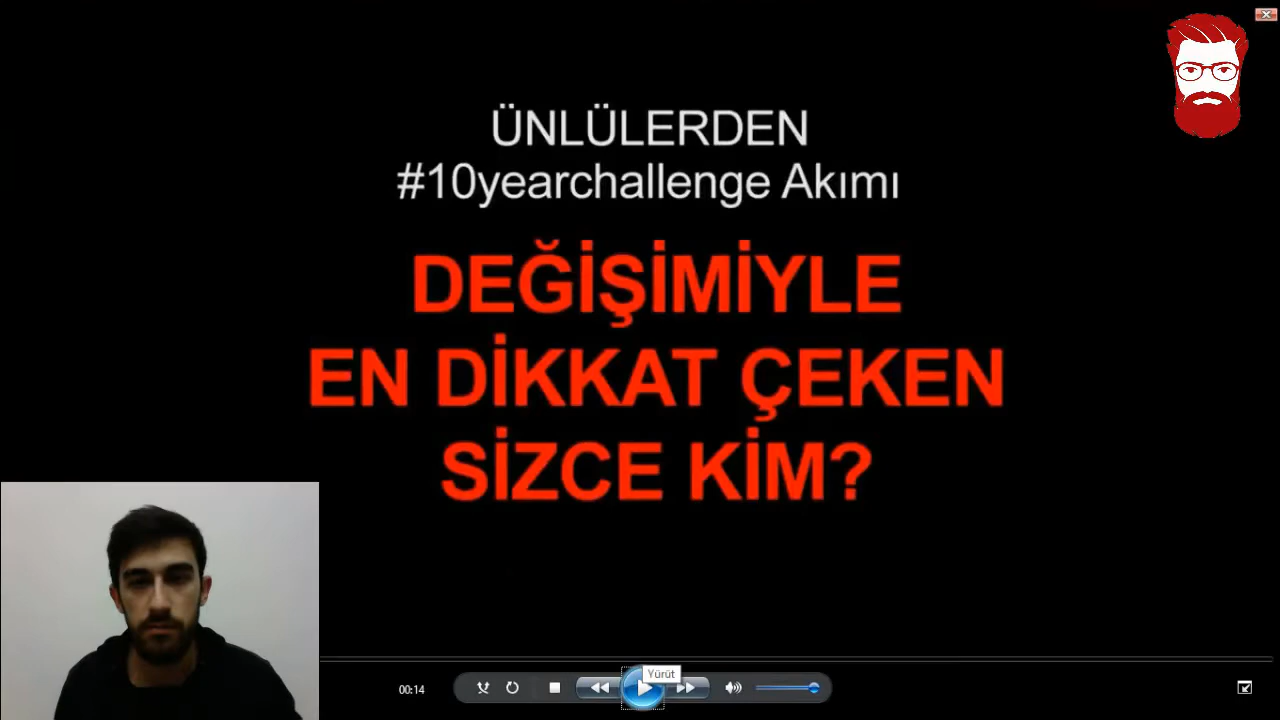 ÜNLÜLERDEN
#10yearchallenge Akımı
DEĞİŞİMİYLE
EN DİKKAT ÇEKEN
SİZCE KİM?
Yürüt
00:14